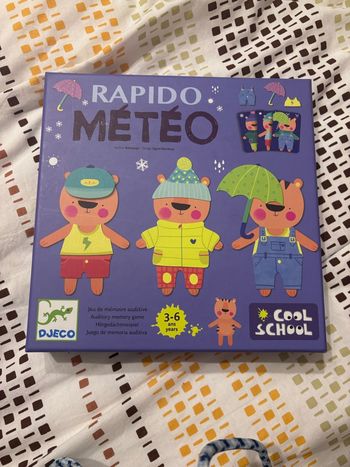 RAPIDO
MÉTÉO
Jeu de mémoire auditive
Auditory memory game
Hörgedächtnisspiel
Juego de memoria auditiva
3-6
ans
years
DJECO
COOL
SCHOOL